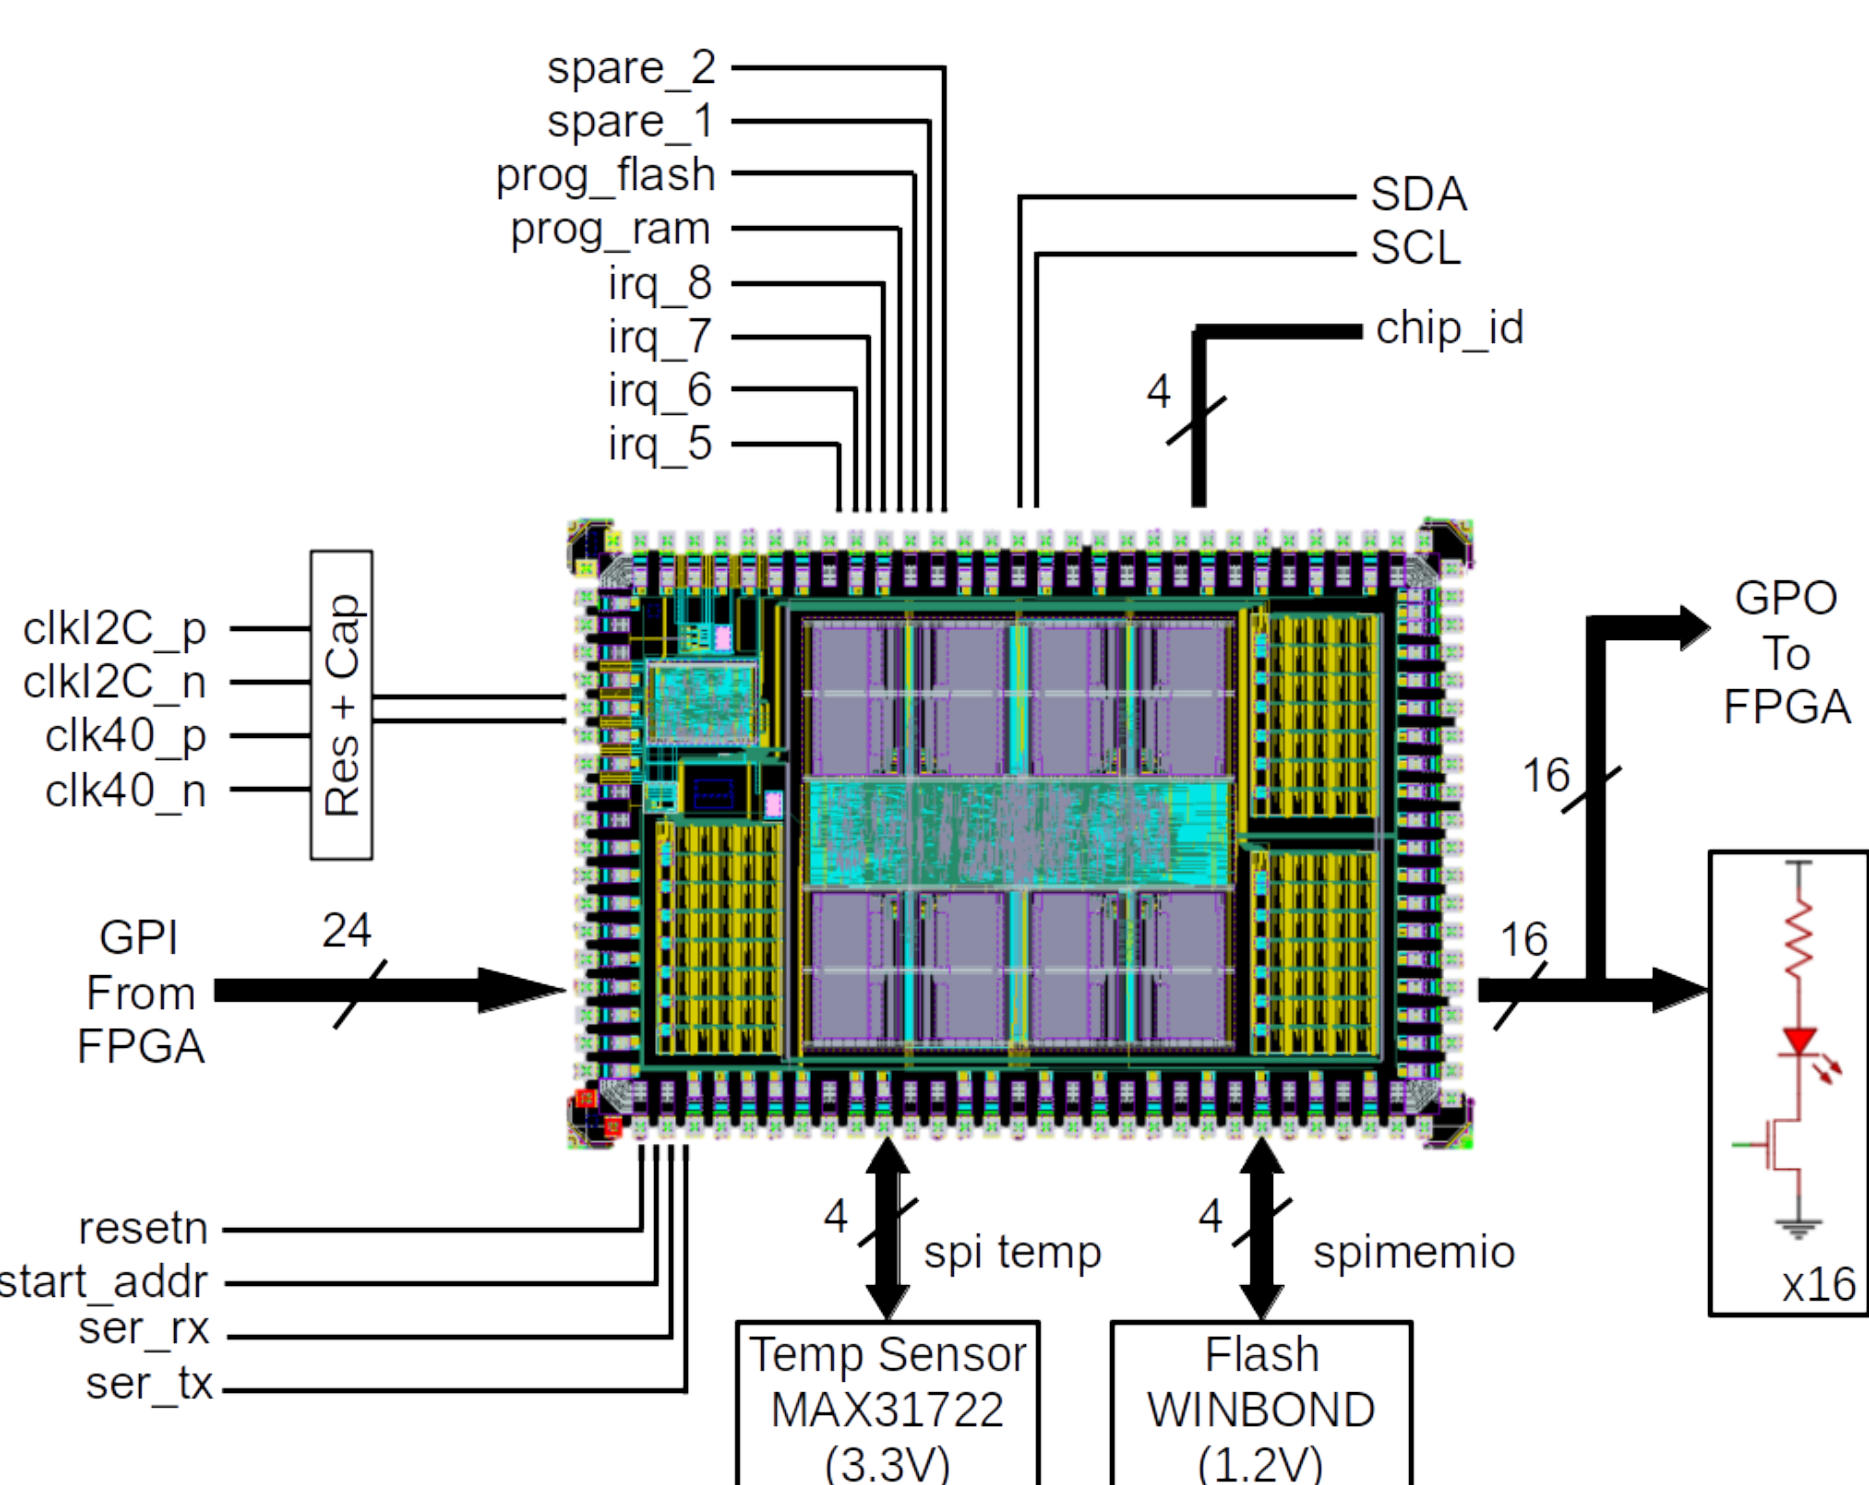 spare_2
spare_1
prog_flash
prog_ram
irq_8
irq_7
irq_6
irq_5
SDA
SCL
chip_id
4
clkI2C_p
clkI2C_n
clk40_p
clk40_n
Res + Cap
GPI
From
FPGA
24
GPO
To
FPGA
16
16
x16
resetn
start_addr
ser_rx
ser_tx
4
spi temp
4
spimemio
Temp Sensor
MAX31722
(3.3V)
Flash
WINBOND
(1.2V)